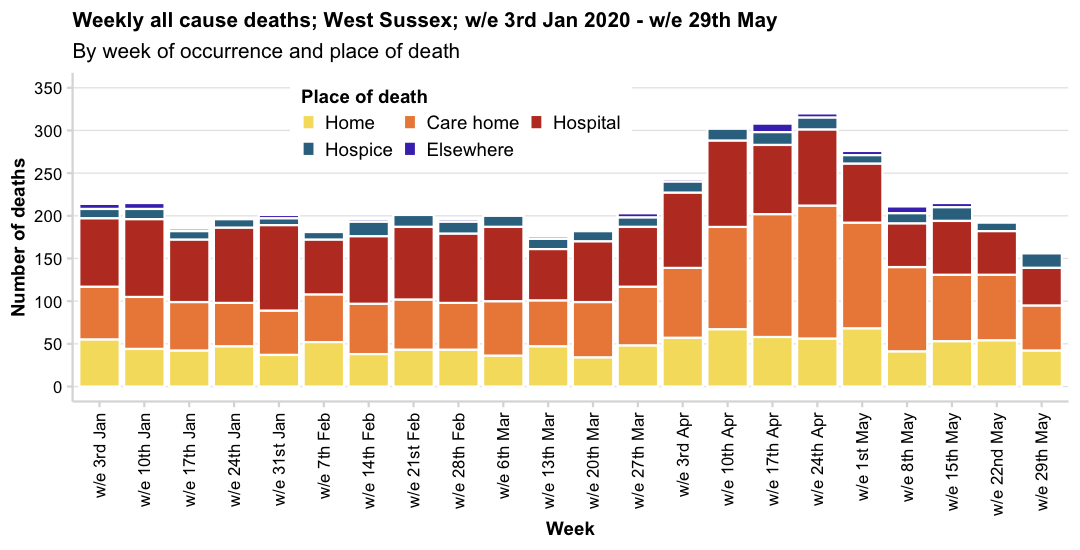 Weekly all cause deaths; West Sussex; w/e 3rd Jan 2020 - w/e 29th May
By week of occurrence and place of death
Number of deaths
350
300
250
200
150
100
50
0
Place of death
Home Care home Hospital
Hospice Elsewhere
w/e 3rd Jan
w/e 10th Jan
w/e 17th Jan
w/e 24th Jan
w/e 31st Jan
w/e 7th Feb
w/e 14th Feb
w/e 21st Feb
w/e 28th Feb
w/e 6th Mar
w/e 13th Mar
w/e 20th Mar
w/e 27th Mar
w/e 3rd Apr
w/e 10th Apr
w/e 17th Apr
w/e 24th Apr
w/e 1st May
w/e 8th May
w/e 15th May
w/e 22nd May
w/e 29th May
Week